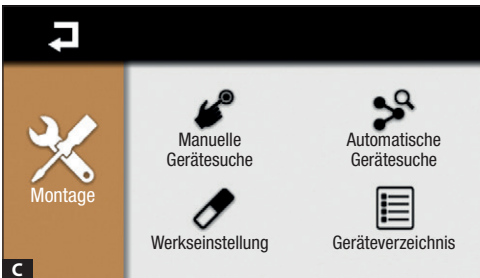 Manuelle
Gerätesuche
Automatische
Gerätesuche
Montage
Werkseinstellung
Geräteverzeichnis
C